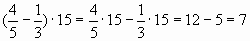 (4/5 − 1/3) · 15 = 4/5 · 15 − 1/3 · 15 = 12 − 5 = 7